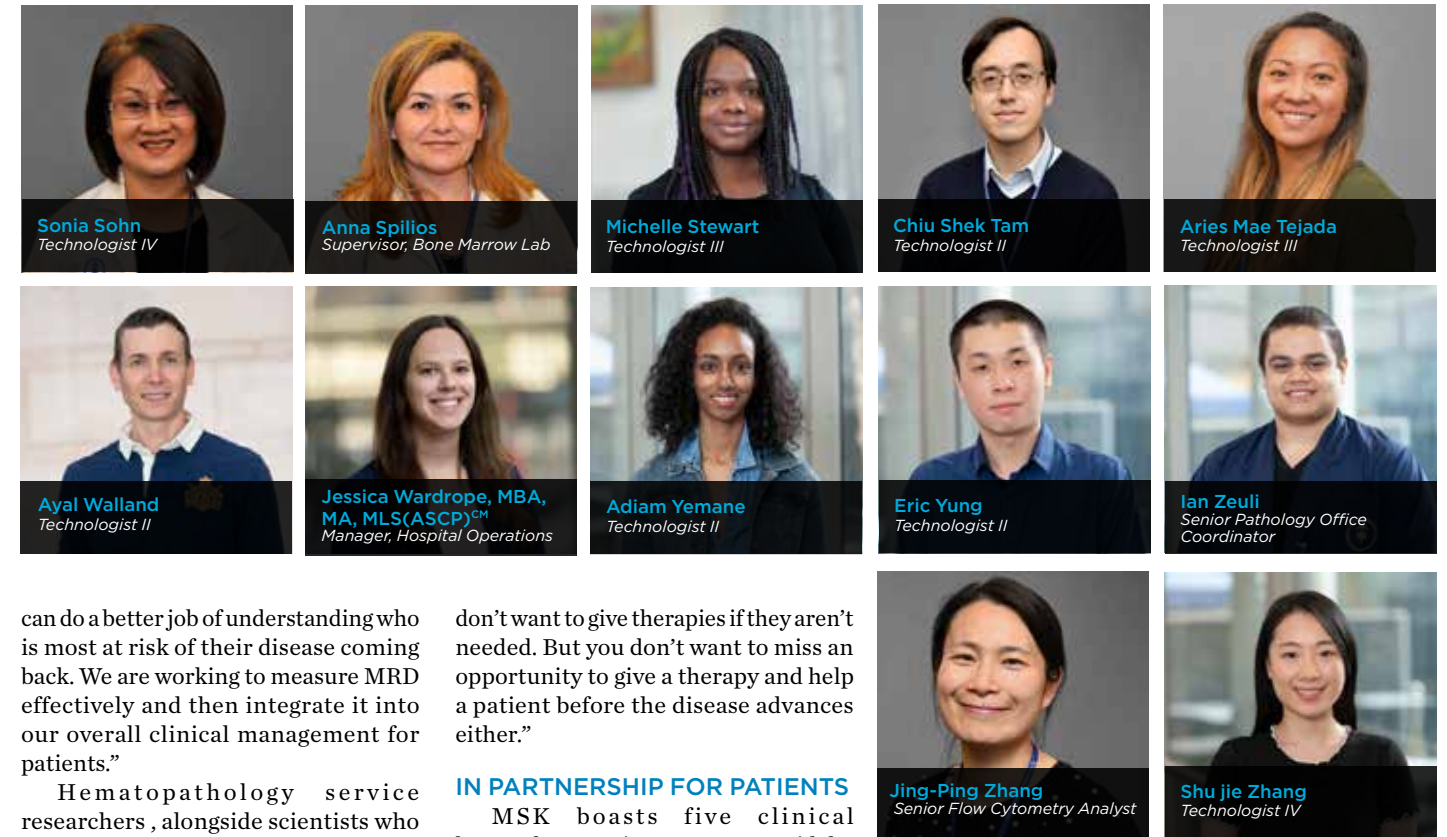 Sonia Sohn
Technologist IV
Anna Spilios
Supervisor, Bone Marrow Lab
Michelle Stewart
Technologist III
Chiu Shek Tam
Technologist II
Aries Mae Tejada
Technologist III
Ayal Walland
Technologist II
Jessica Wardrope, MBA,
MA, MLS(ASCP)ᶜᴹ
Manager, Hospital Operations
Adiam Yemane
Technologist II
Eric Yung
Technologist II
Ian Zeuli
Senior Pathology Office
Coordinator
Jing-Ping Zhang
Senior Flow Cytometry Analyst
Shu jie Zhang
Technologist IV
can do a better job of understanding who
is most at risk of their disease coming
back. We are working to measure MRD
effectively and then integrate it into
our overall clinical management for
patients.”
Hematopathology service
researchers , alongside scientists who
don’t want to give therapies if they aren’t
needed. But you don’t want to miss an
opportunity to give a therapy and help
a patient before the disease advances
either.”
IN PARTNERSHIP FOR PATIENTS
MSK boasts five clinical